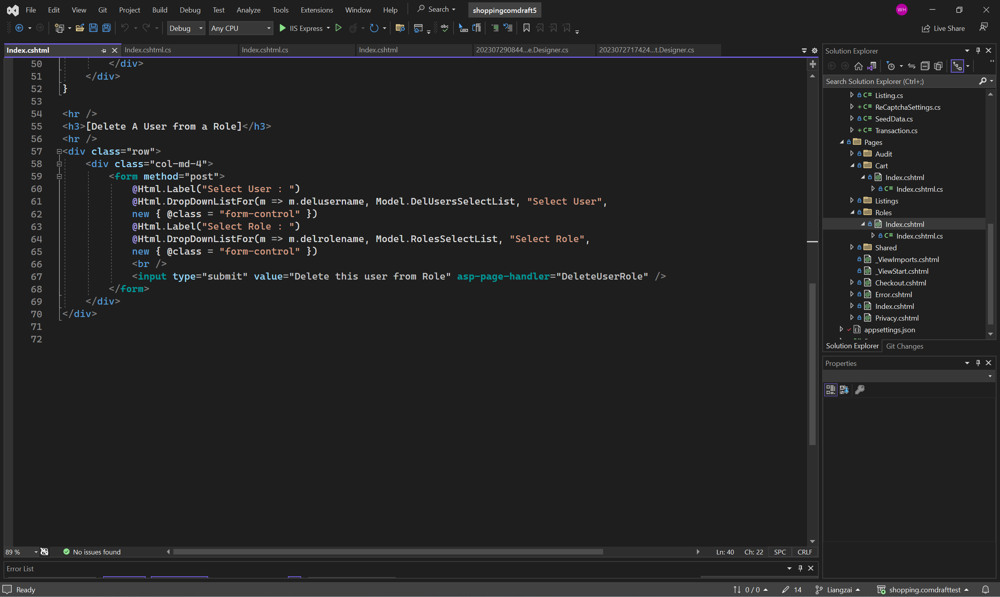 File Edit View Git Project Build Debug Test Analyze Tools Extensions Window Help Search shoppingcomdraft5 WH
Debug Any CPU IIS Express abc Live Share
Index.cshtml Index.cshtml.cs Index.cshtml.cs Index.cshtml 202307290844...e.Designer.cs 2023072717424...t.Designer.cs
50 </div>
51 </div>
52 }
53
54 <hr />
55 <h3>[Delete A User from a Role]</h3>
56 <hr />
57 <div class="row">
58 <div class="col-md-4">
59 <form method="post">
60 @Html.Label("Select User : ")
61 @Html.DropDownListFor(m => m.delusername, Model.DelUsersSelectList, "Select User",
62 new { @class = "form-control" })
63 @Html.Label("Select Role : ")
64 @Html.DropDownListFor(m => m.delrolename, Model.RolesSelectList, "Select Role",
65 new { @class = "form-control" })
66 <br />
67 <input type="submit" value="Delete this user from Role" asp-page-handler="DeleteUserRole" />
68 </form>
69 </div>
70 </div>
71
72
89 % No issues found Ln: 40 Ch: 22 SPC CRLF
Error List
Solution Explorer
Search Solution Explorer (Ctrl+;)
C# Listing.cs
C# ReCaptchaSettings.cs
C# SeedData.cs
C# Transaction.cs
Pages
Audit
Cart
Index.cshtml
C# Index.cshtml.cs
Listings
Roles
Index.cshtml
C# Index.cshtml.cs
Shared
_ViewImports.cshtml
_ViewStart.cshtml
Checkout.cshtml
Error.cshtml
Index.cshtml
Privacy.cshtml
appsettings.json
Solution Explorer Git Changes
Properties
Ready 0 / 0 14 Liangzai shopping.comdrafttest